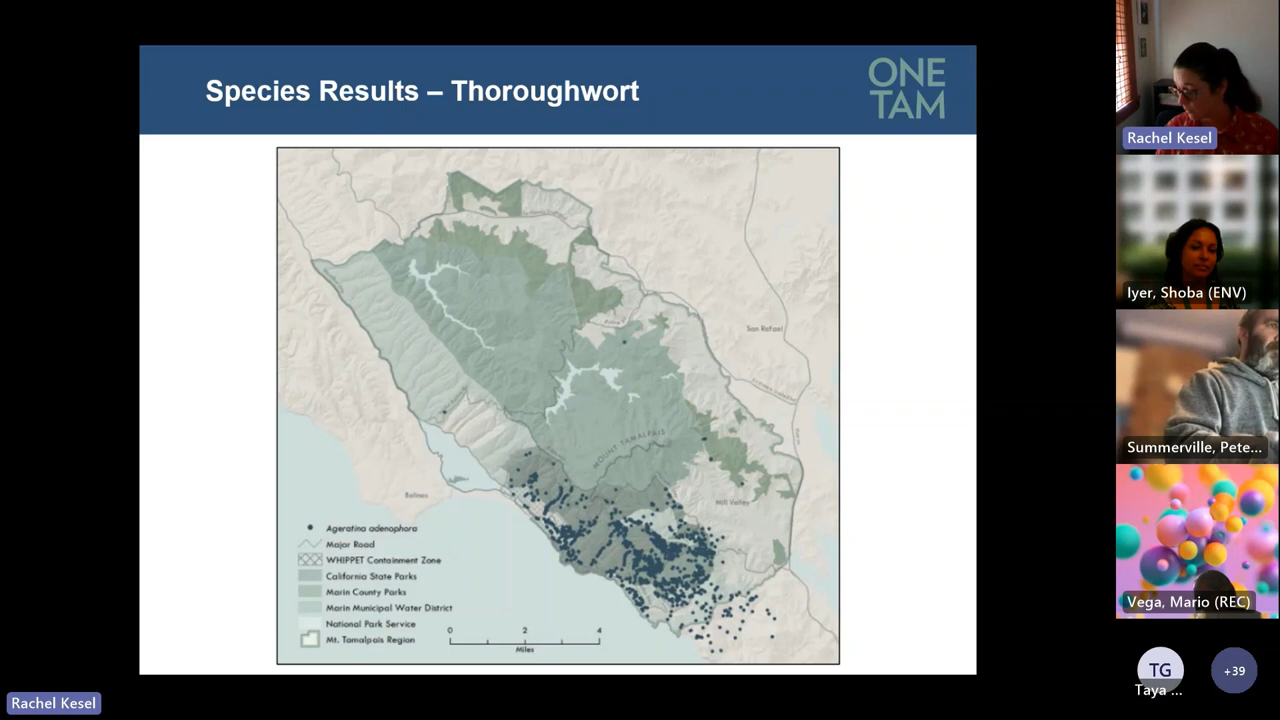 Species Results – Thoroughwort
ONE
TAM
San Rafael
MOUNT TAMALPAIS
Mill Valley
Bolinas
Ageratina adenophora
Major Road
WHIPPET Containment Zone
California State Parks
Marin County Parks
Marin Municipal Water District
National Park Service
Mt. Tamalpais Region
0 2 4
Miles
Rachel Kesel
Iyer, Shoba (ENV)
Summerville, Pete...
Vega, Mario (REC)
TG
Taya ...
+39
Rachel Kesel